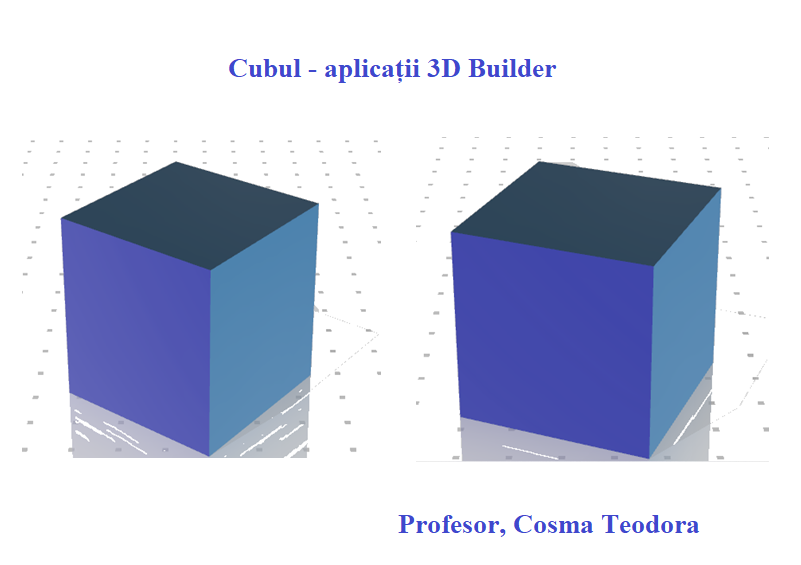 Cubul - aplicații 3D Builder
Profesor, Cosma Teodora